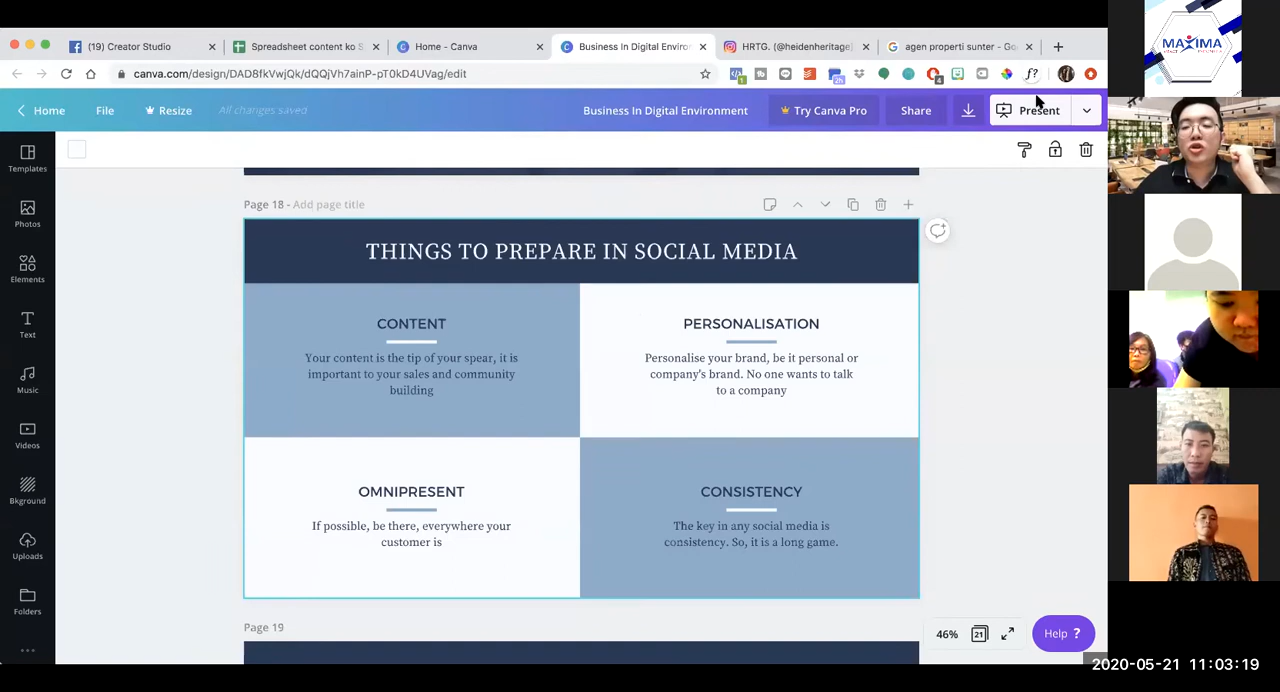 (19) Creator Studio
Spreadsheet content ko S
Home - Canva
Business In Digital Environ
HRTG. (@heidenheritage)
agen properti sunter - Go
canva.com/design/DAD8fkVwjQk/dQQjVh7ainP-pT0kD4UVag/edit
Home File Resize All changes saved Business In Digital Environment Try Canva Pro Share Present
Templates
Photos
Elements
Text
Music
Videos
Bkground
Uploads
Folders
Page 18 - Add page title
THINGS TO PREPARE IN SOCIAL MEDIA
CONTENT
Your content is the tip of your spear, it is
important to your sales and community
building
PERSONALISATION
Personalise your brand, be it personal or
company's brand. No one wants to talk
to a company
OMNIPRESENT
If possible, be there, everywhere your
customer is
CONSISTENCY
The key in any social media is
consistency. So, it is a long game.
Page 19
46% 21 Help ?
MAXIMA
2020-05-21 11:03:19